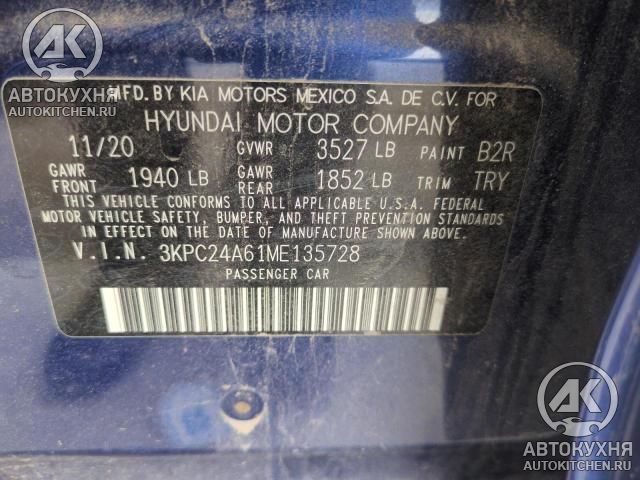 MFD. BY KIA MOTORS MEXICO S.A. DE C.V. FOR
HYUNDAI MOTOR COMPANY
11/20 GVWR 3527 LB PAINT B2R
GAWR FRONT 1940 LB GAWR REAR 1852 LB TRIM TRY
THIS VEHICLE CONFORMS TO ALL APPLICABLE U.S.A. FEDERAL
MOTOR VEHICLE SAFETY, BUMPER, AND THEFT PREVENTION STANDARDS
IN EFFECT ON THE DATE OF MANUFACTURE SHOWN ABOVE.
V.I.N. 3KPC24A61ME135728
PASSENGER CAR
АК
АВТОКУХНЯ
AUTOKITCHEN.RU
АК
АВТОКУХНЯ
AUTOKITCHEN.RU